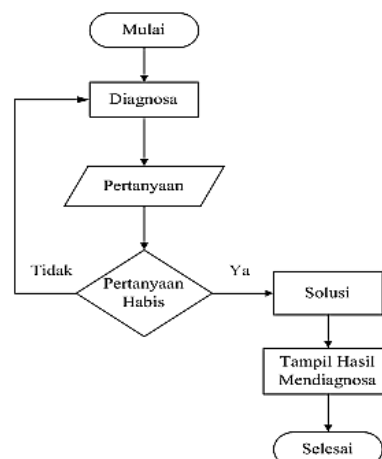 Mulai
Diagnosa
Pertanyaan
Tidak
Pertanyaan
Habis
Ya
Solusi
Tampil Hasil
Mendiagnosa
Selesai